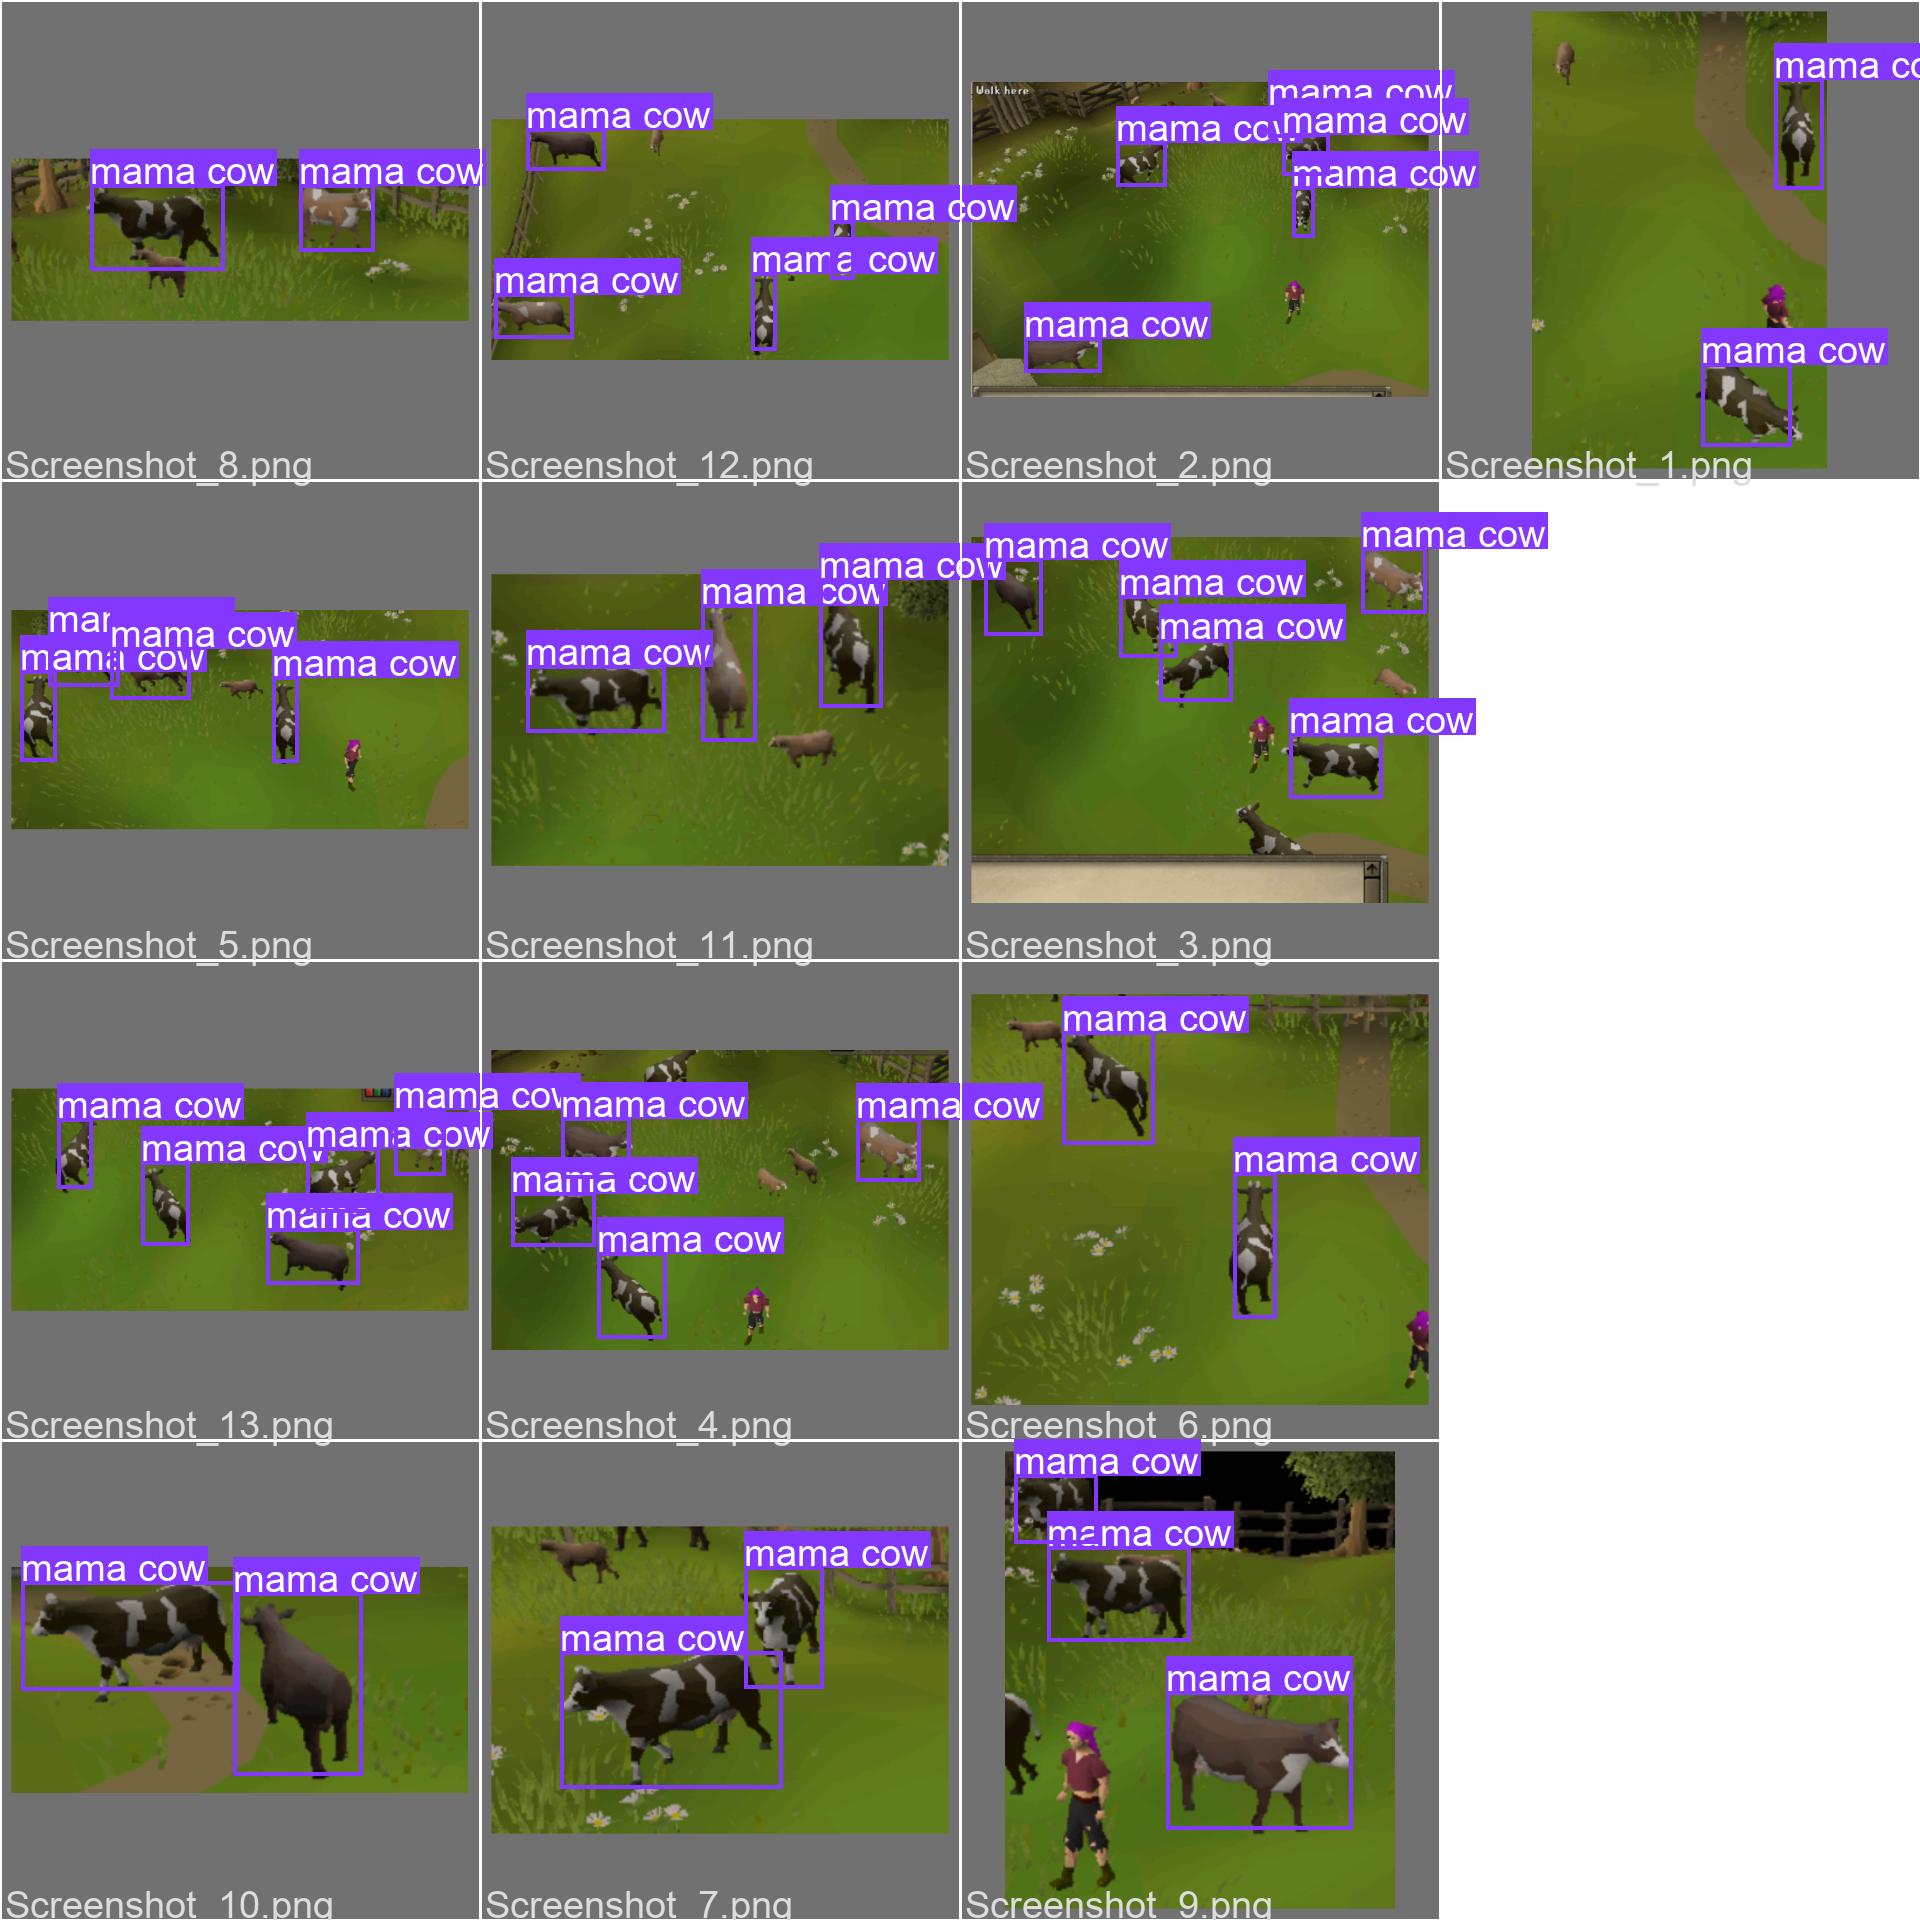 mama cow
mama cow
Screenshot_8.png
mama cow
mama cow
mama cow
mama cow
Screenshot_12.png
Walk here
mama cow
mama cow
mama cow
mama cow
mama cow
Screenshot_2.png
mama co
mama cow
Screenshot_1.png
mar
mama cow
mama cow
mama cow
Screenshot_5.png
mama cow
mama cow
mama cow
Screenshot_11.png
mama cow
mama cow
mama cow
mama cow
mama cow
Screenshot_3.png
mama cow
mama cow
mama cow
mama cow
mama cow
Screenshot_13.png
mama cow
mama cow
mama cow
mama cow
Screenshot_4.png
mama cow
mama cow
Screenshot_6.png
mama cow
mama cow
Screenshot_10.png
mama cow
mama cow
Screenshot_7.png
mama cow
mama cow
mama cow
Screenshot_9.png